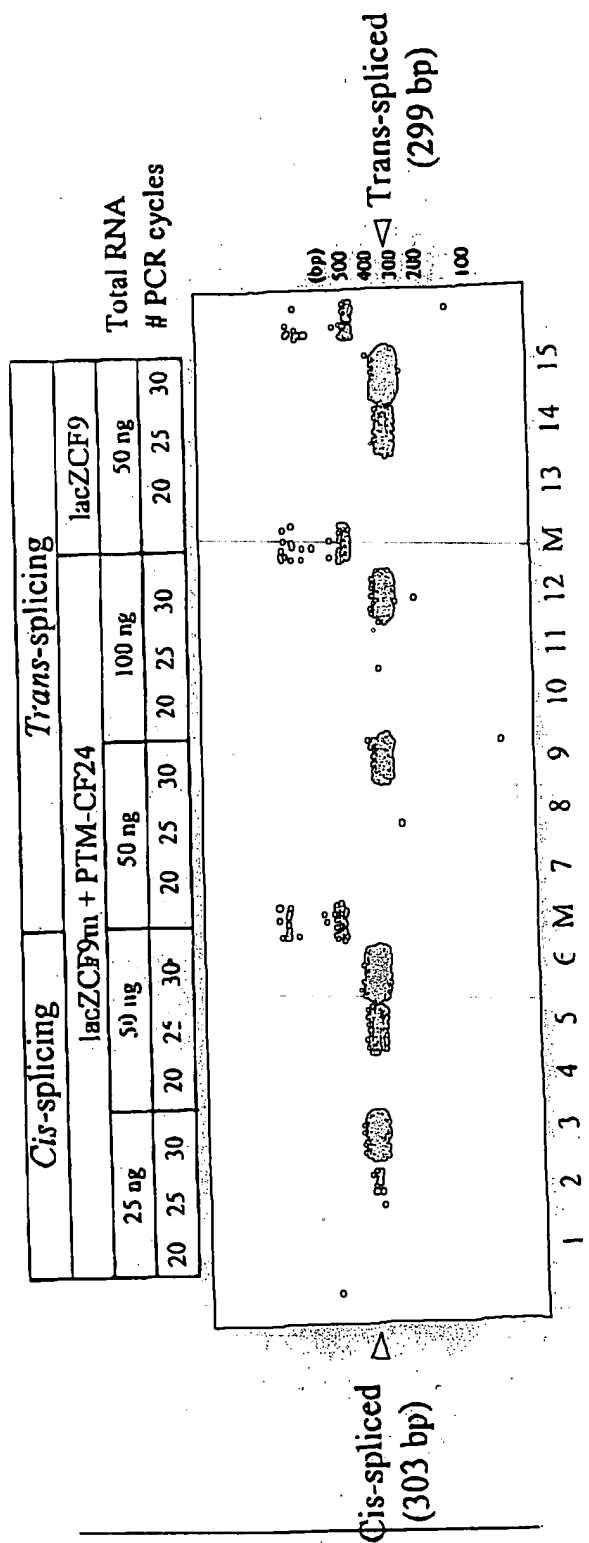 Cis-splicing Trans-splicing
lacZCF9m + PTM-CF24 lacZCF9
25 ng 50 ng 50 ng 100 ng 50 ng Total RNA
20 25 30 20 25 30 20 25 30 20 25 30 20 25 30 # PCR cycles
(bp)
500
400
300
200
100
Cis-spliced
(303 bp)
Trans-spliced
(299 bp)
1 2 3 4 5 6 M 7 8 9 10 11 12 M 13 14 15